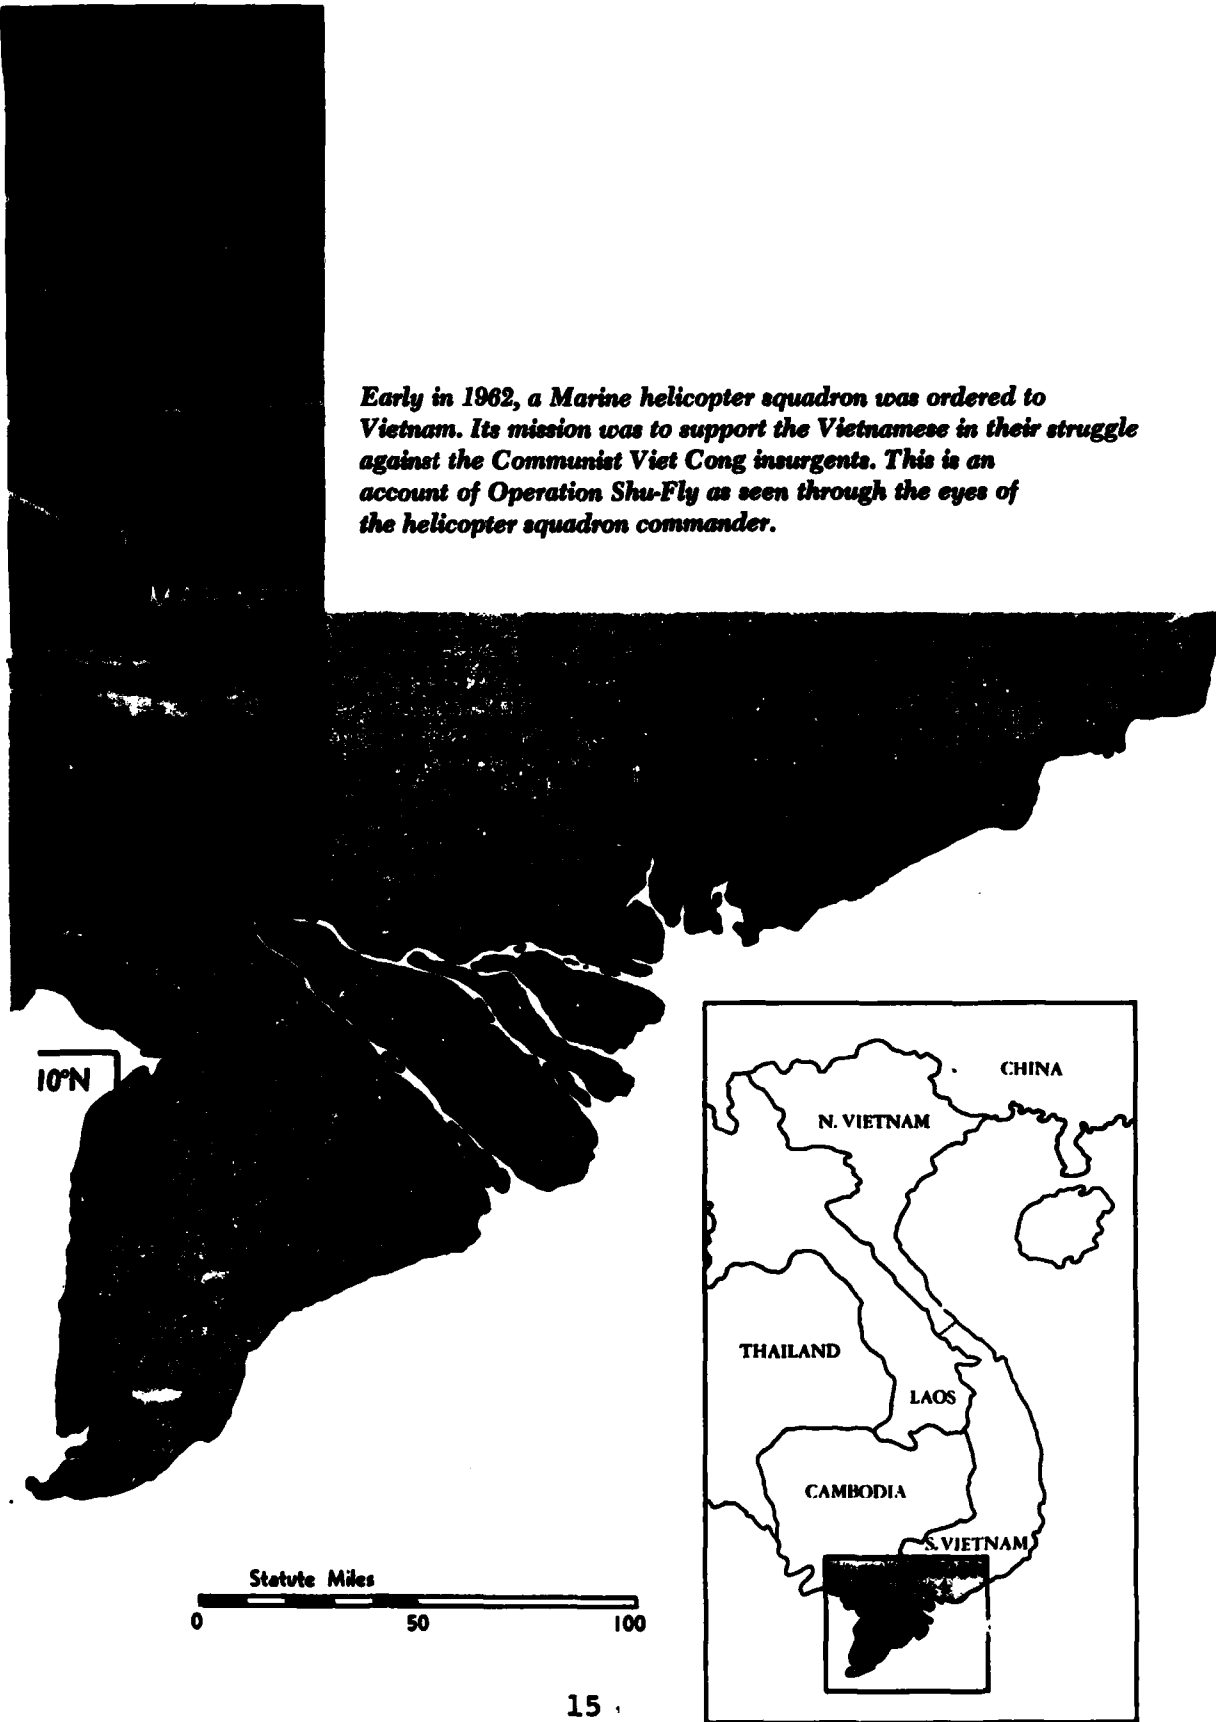 Early in 1962, a Marine helicopter squadron was ordered to
Vietnam. Its mission was to support the Vietnamese in their struggle
against the Communist Viet Cong insurgents. This is an
account of Operation Shu-Fly as seen through the eyes of
the helicopter squadron commander.
10°N
CHINA
N. VIETNAM
THAILAND
LAOS
CAMBODIA
S. VIETNAM
Statute Miles
0 50 100
15